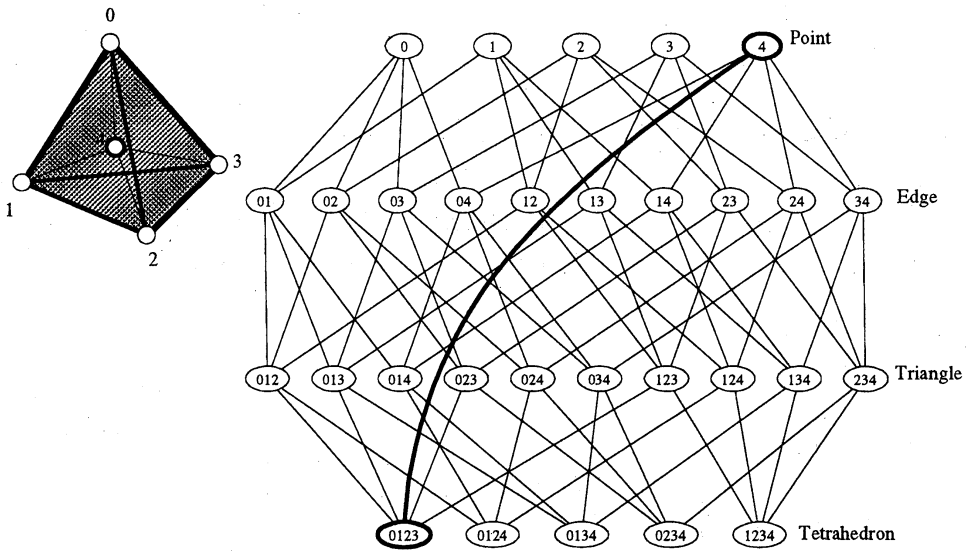 0
1
2
3
0 1 2 3 4 Point
01 02 03 04 12 13 14 23 24 34 Edge
012 013 014 023 024 034 123 124 134 234 Triangle
0123 0124 0134 0234 1234 Tetrahedron